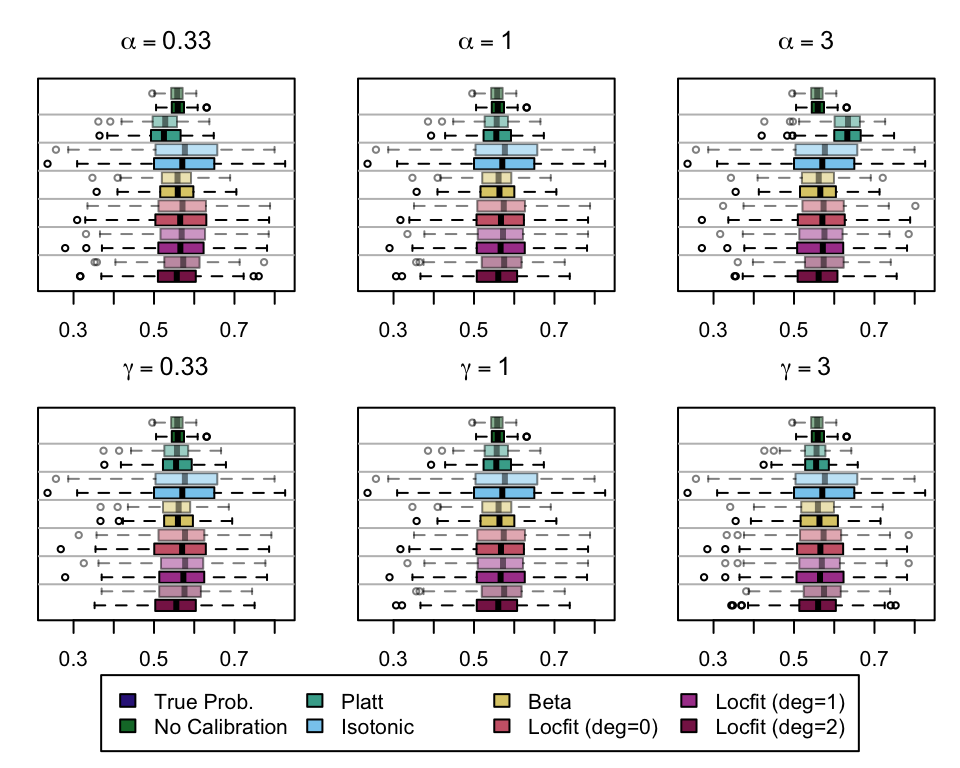 α = 0.33 α = 1 α = 3
0.3 0.5 0.7 0.3 0.5 0.7 0.3 0.5 0.7
γ = 0.33 γ = 1 γ = 3
0.3 0.5 0.7 0.3 0.5 0.7 0.3 0.5 0.7
True Prob. Platt Beta Locfit (deg=1)
No Calibration Isotonic Locfit (deg=0) Locfit (deg=2)